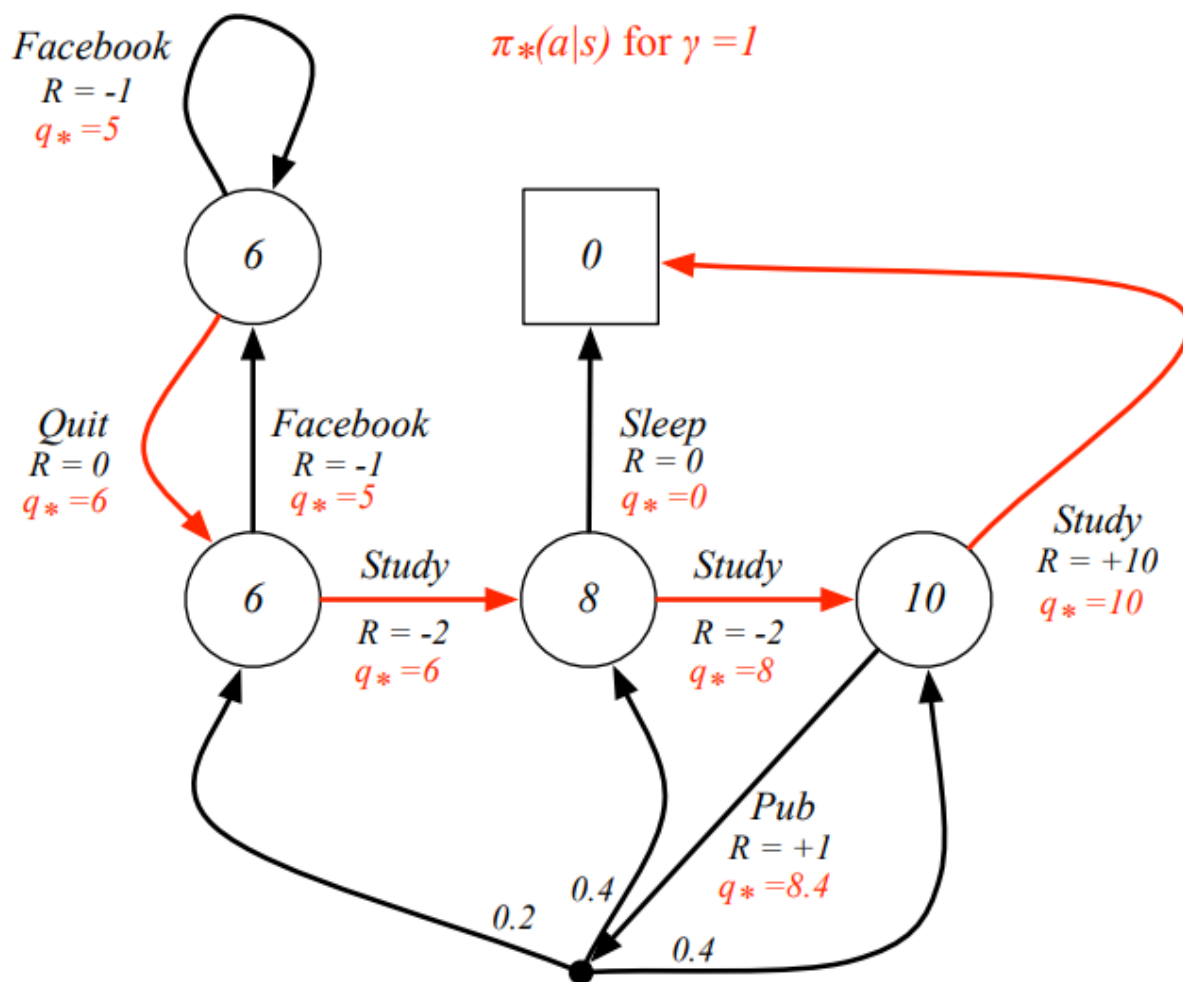 π*(a|s) for γ =1
Facebook
R = -1
q* =5
6
0
Quit
R = 0
q* =6
Facebook
R = -1
q* =5
Sleep
R = 0
q* =0
Study
R = +10
q* =10
6
Study
R = -2
q* =6
8
Study
R = -2
q* =8
10
Pub
R = +1
q* =8.4
0.2
0.4
0.4